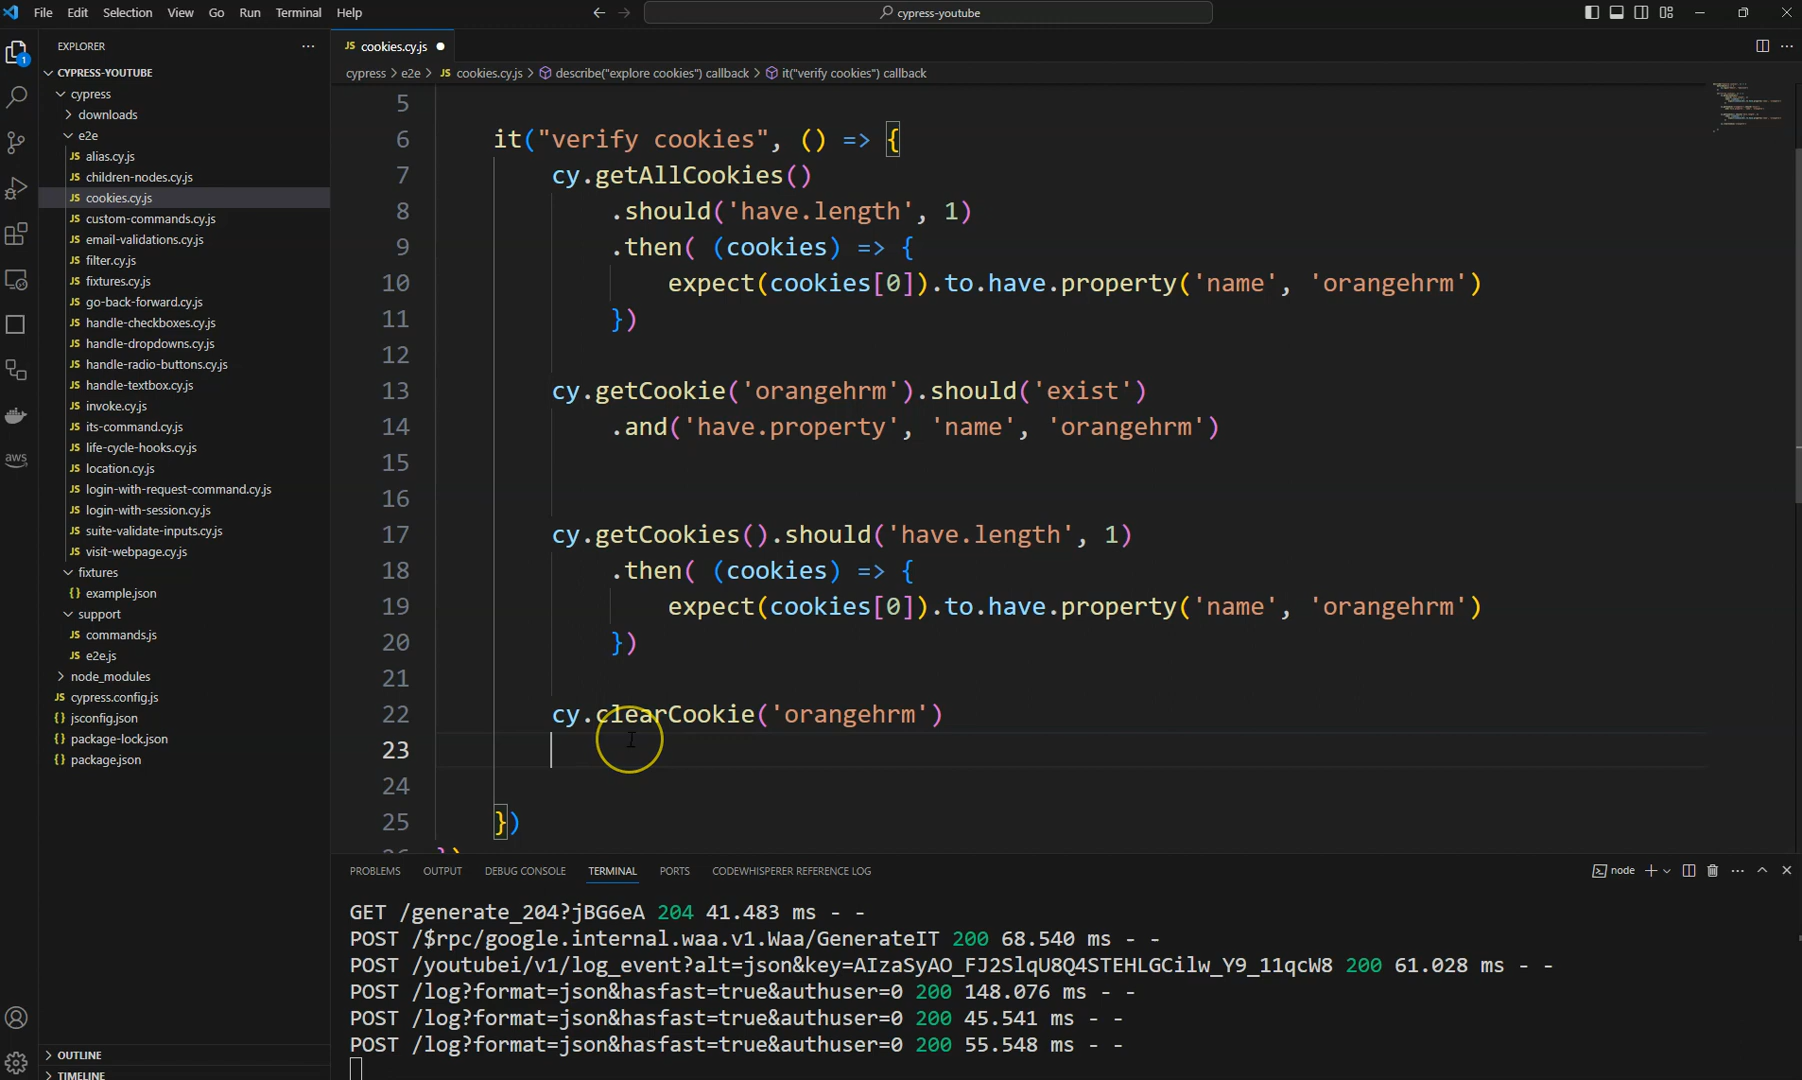 File Edit Selection View Go Run Terminal Help
cypress-youtube
EXPLORER
CYPRESS-YOUTUBE
cypress
downloads
e2e
JS alias.cy.js
JS children-nodes.cy.js
JS cookies.cy.js
JS custom-commands.cy.js
JS email-validations.cy.js
JS filter.cy.js
JS fixtures.cy.js
JS go-back-forward.cy.js
JS handle-checkboxes.cy.js
JS handle-dropdowns.cy.js
JS handle-radio-buttons.cy.js
JS handle-textbox.cy.js
JS invoke.cy.js
JS its-command.cy.js
JS life-cycle-hooks.cy.js
JS location.cy.js
JS login-with-request-command.cy.js
JS login-with-session.cy.js
JS suite-validate-inputs.cy.js
JS visit-webpage.cy.js
fixtures
{} example.json
support
JS commands.js
JS e2e.js
node_modules
JS cypress.config.js
{} jsconfig.json
{} package-lock.json
{} package.json
OUTLINE
TIMELINE
1
aws
JS cookies.cy.js
cypress > e2e > JS cookies.cy.js > describe("explore cookies") callback > it("verify cookies") callback
5
6 it("verify cookies", () => {
7 cy.getAllCookies()
8 .should('have.length', 1)
9 .then( (cookies) => {
10 expect(cookies[0]).to.have.property('name', 'orangehrm')
11 })
12
13 cy.getCookie('orangehrm').should('exist')
14 .and('have.property', 'name', 'orangehrm')
15
16
17 cy.getCookies().should('have.length', 1)
18 .then( (cookies) => {
19 expect(cookies[0]).to.have.property('name', 'orangehrm')
20 })
21
22 cy.clearCookie('orangehrm')
23
24
25 })
PROBLEMS OUTPUT DEBUG CONSOLE TERMINAL PORTS CODEWHISPERER REFERENCE LOG
node
GET /generate_204?jBG6eA 204 41.483 ms - -
POST /$rpc/google.internal.waa.v1.Waa/GenerateIT 200 68.540 ms - -
POST /youtubei/v1/log_event?alt=json&key=AIzaSyAO_FJ2SlqU8Q4STEHLGCilw_Y9_11qcW8 200 61.028 ms - -
POST /log?format=json&hasfast=true&authuser=0 200 148.076 ms - -
POST /log?format=json&hasfast=true&authuser=0 200 45.541 ms - -
POST /log?format=json&hasfast=true&authuser=0 200 55.548 ms - -